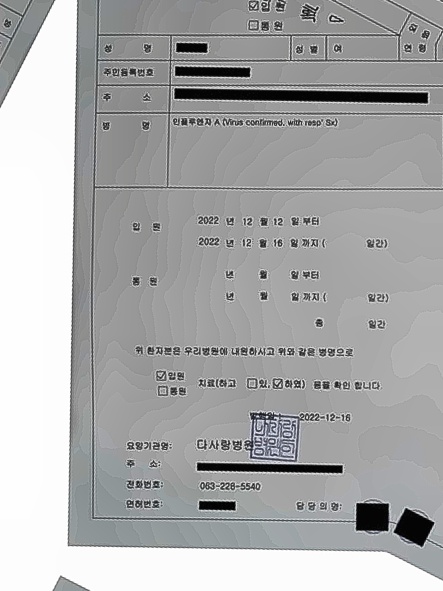 ☑입원
☐통원
성 명 성별 여 연령
주민등록번호
주 소
병 명 인플루엔자 A (Virus confirmed, with resp' Sx)
입 원 2022 년 12 월 12 일 부터
2022 년 12 월 16 일 까지 ( 일간)
통 원 년 월 일 부터
년 월 일 까지 ( 일간)
총 일간
위 환자분은 우리병원에 내원하시고 위와 같은 병명으로
☑입원
☐통원
치료(하고 ☐있, ☑하였) 음을 확인 합니다
발행일 2022-12-16
요양기관명: 다사랑병원
주 소:
전화번호: 063-228-5540
면허번호: 담당의명: